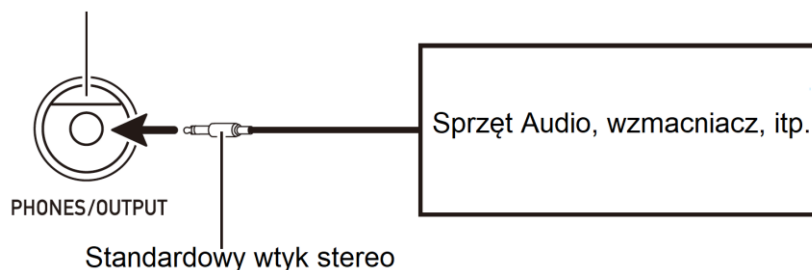 Sprzęt Audio, wzmacniacz, itp.
PHONES/OUTPUT
Standardowy wtyk stereo